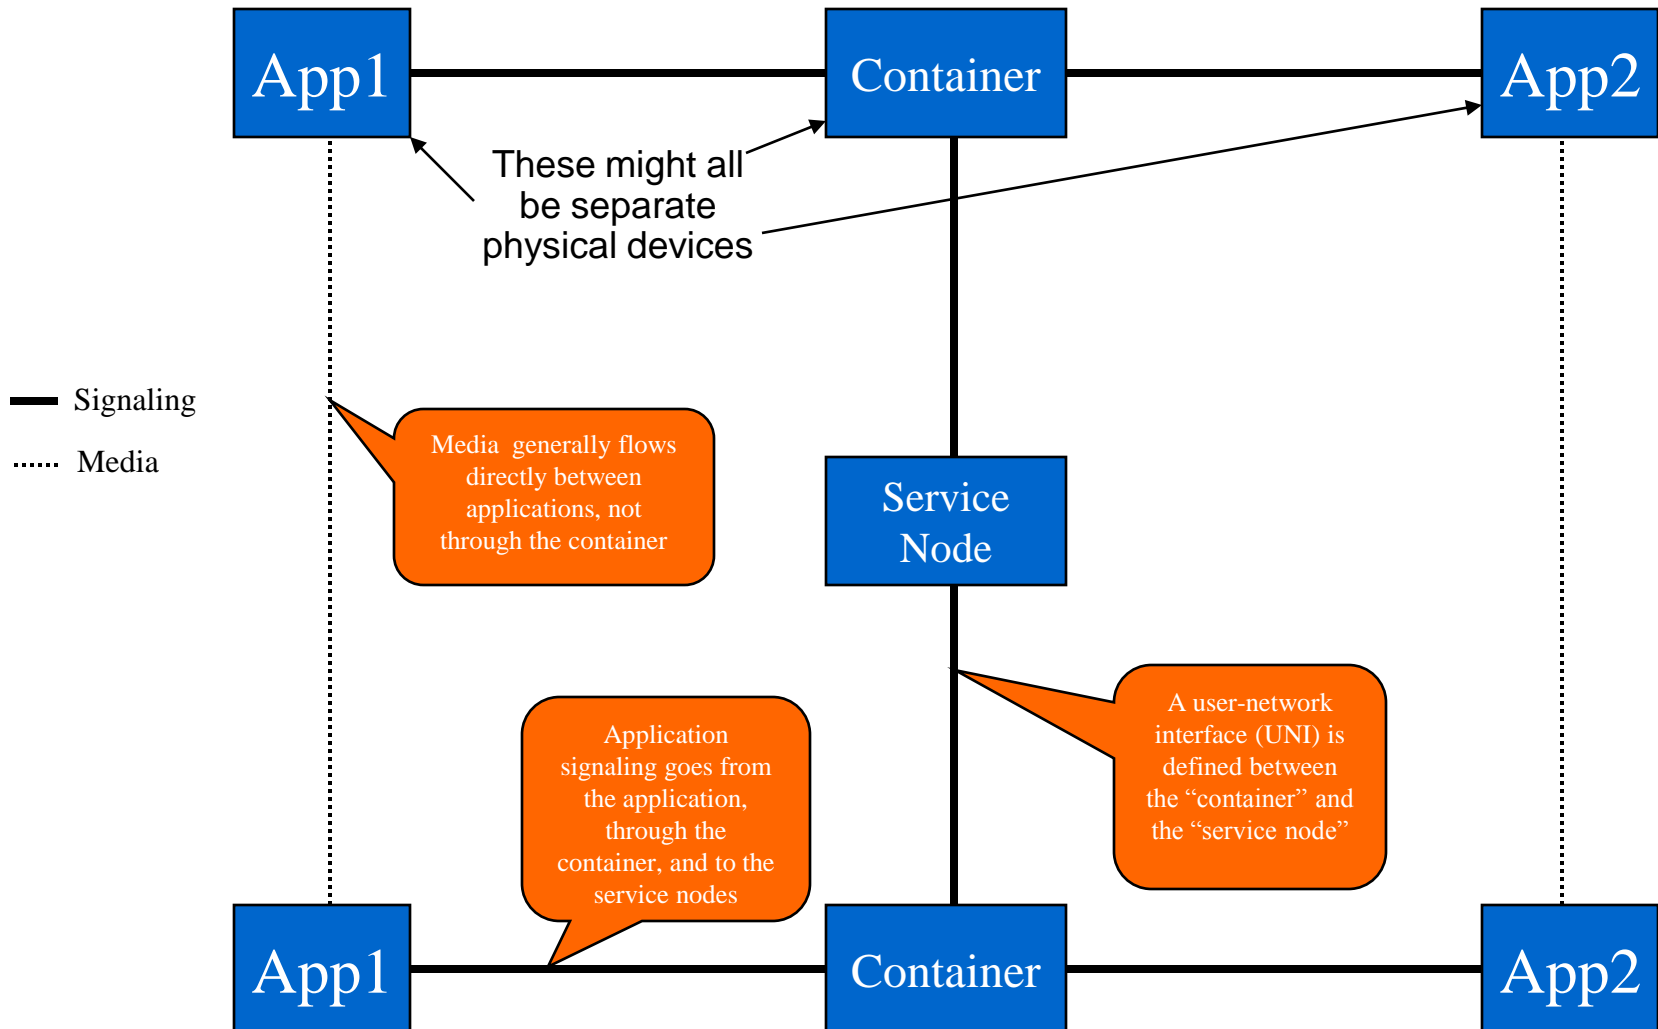 App1
Container
App2
These might all
be separate
physical devices
Signaling
Media
Media generally flows
directly between
applications, not
through the container
Service
Node
Application
signaling goes from
the application,
through the
container, and to the
service nodes
A user-network
interface (UNI) is
defined between
the “container” and
the “service node”
App1
Container
App2